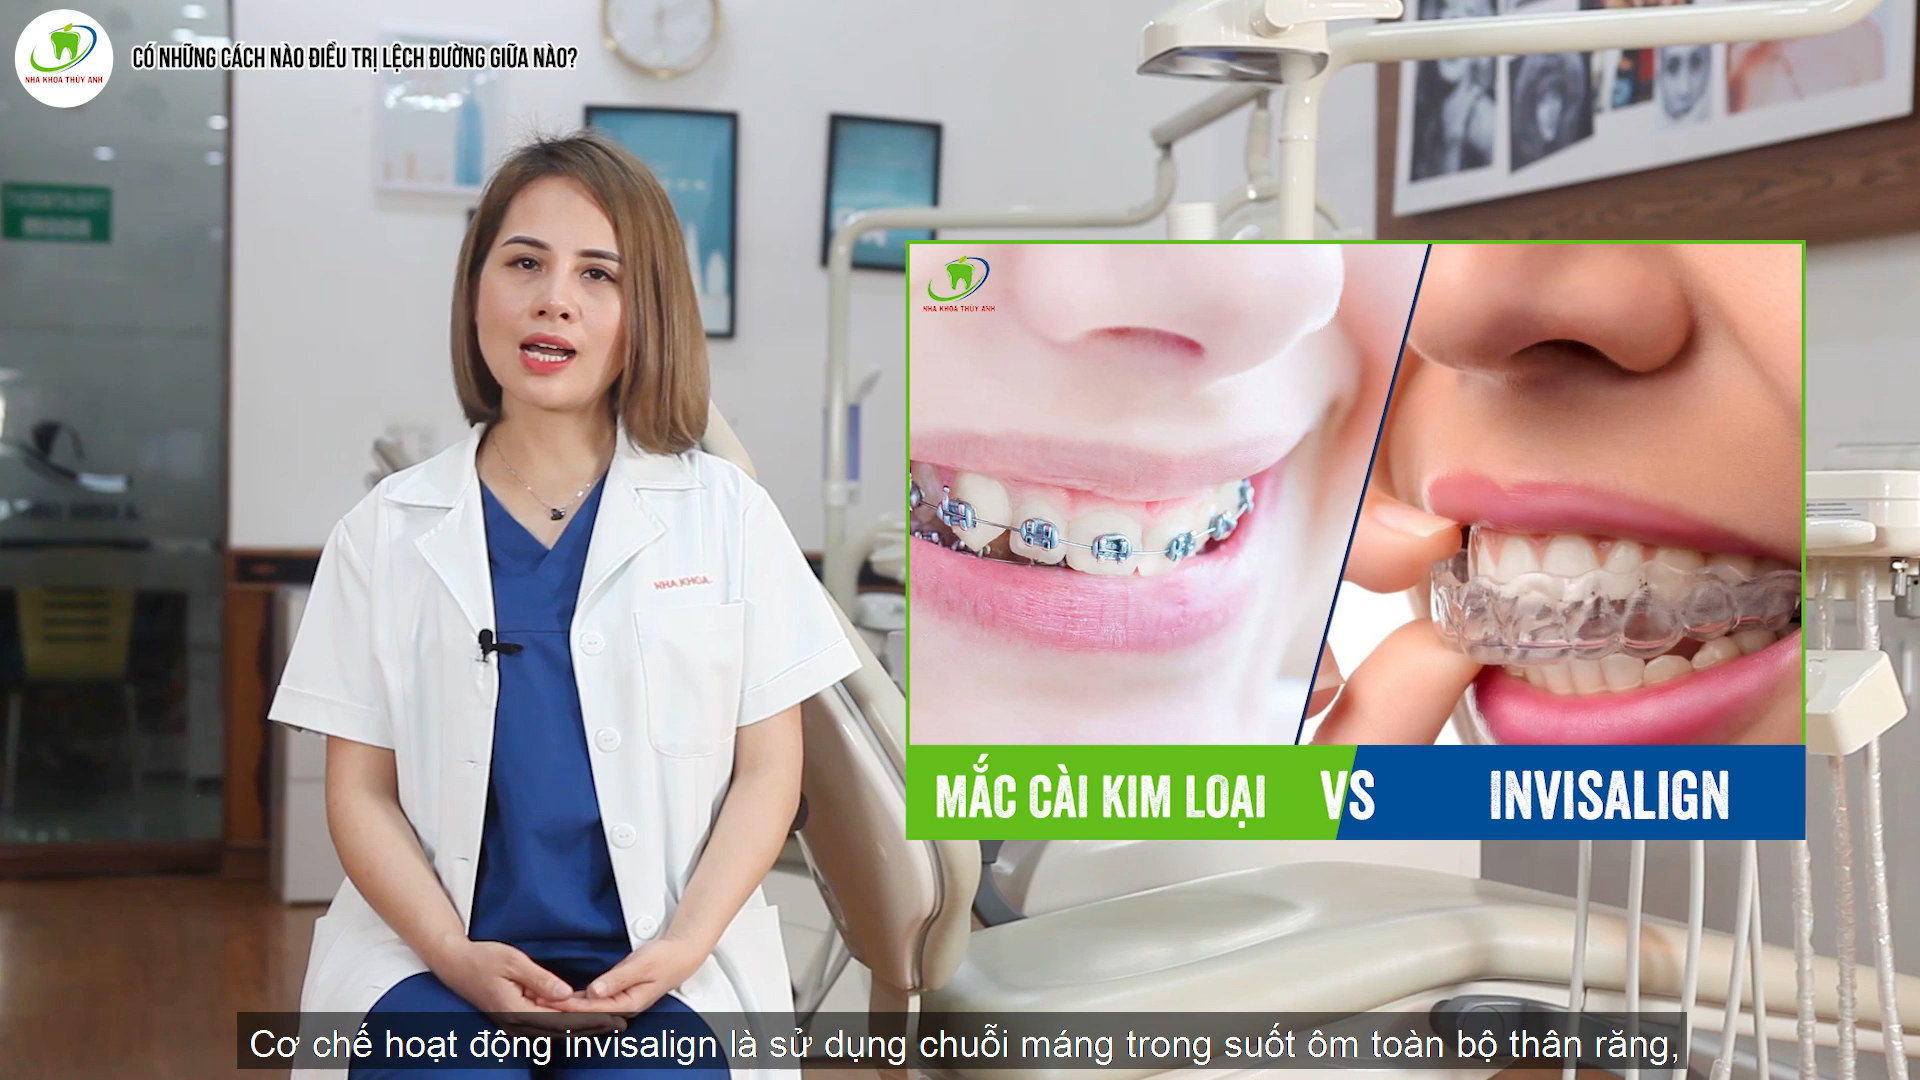 NHA KHOA THÙY ANH
CÓ NHỮNG CÁCH NÀO ĐIỀU TRỊ LỆCH ĐƯỜNG GIỮA NÀO?
NHA KHOA THÙY ANH
NHA KHOA
MẮC CÀI KIM LOẠI VS INVISALIGN
Cơ chế hoạt động invisalign là sử dụng chuỗi máng trong suốt ôm toàn bộ thân răng,